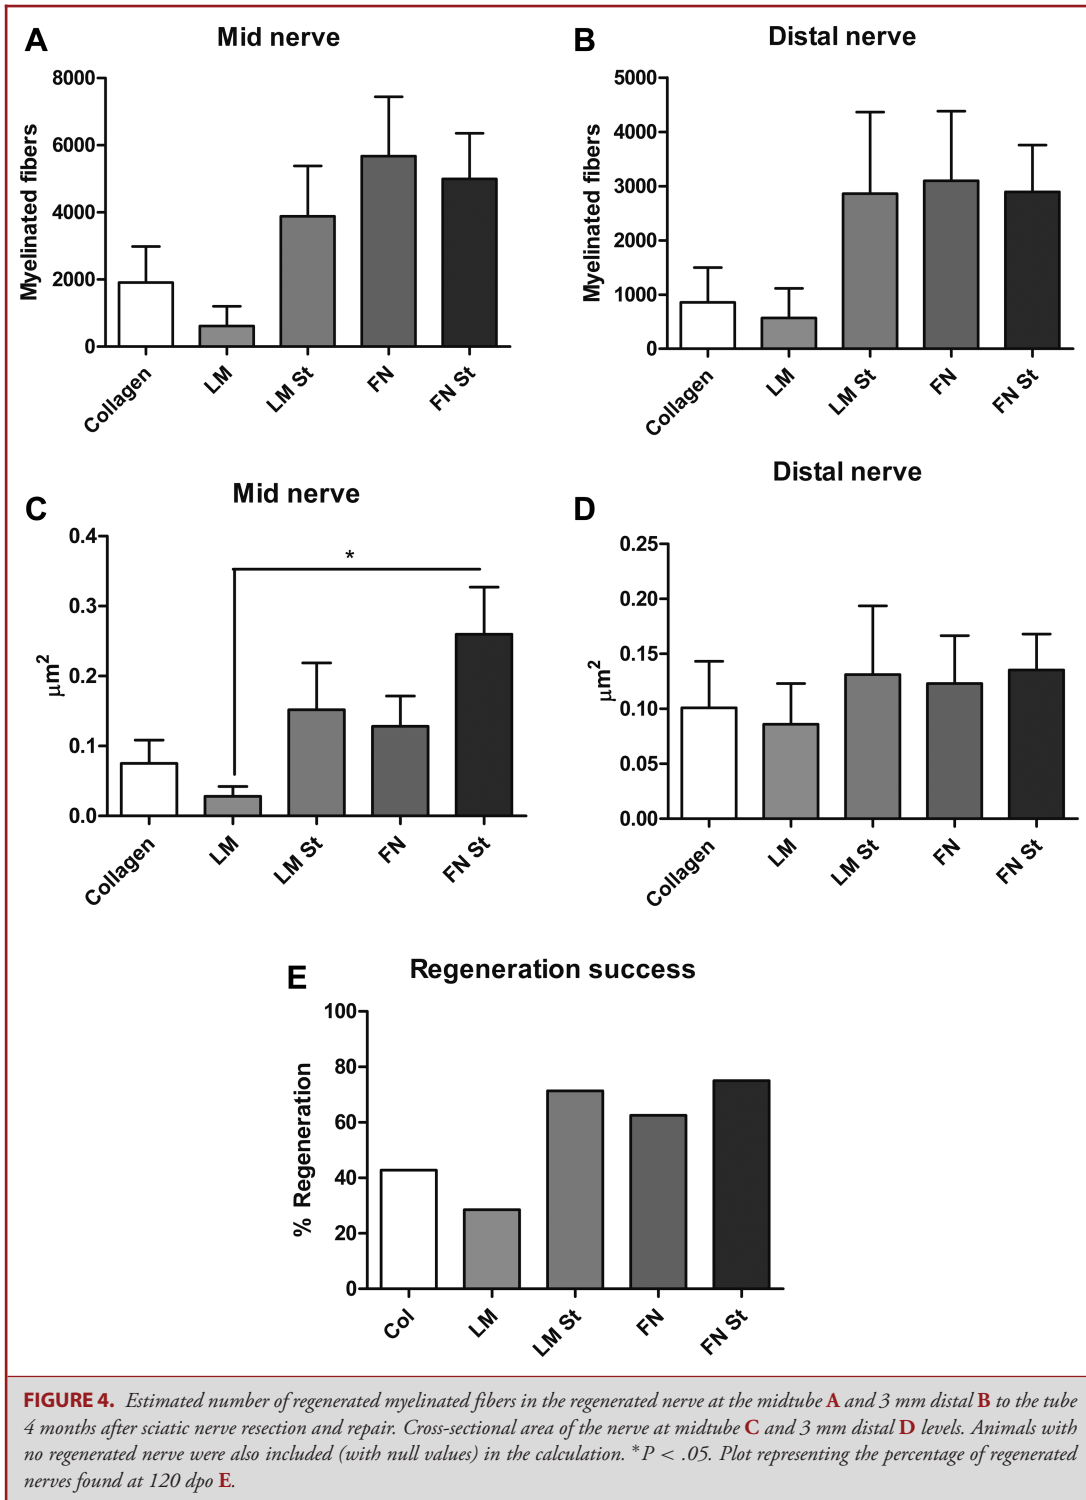 A
Mid nerve
8000
6000
4000
2000
0
Myelinated fibers
Collagen
LM
LM St
FN
FN St
B
Distal nerve
5000
4000
3000
2000
1000
0
Myelinated fibers
Collagen
LM
LM St
FN
FN St
C
Mid nerve
0.4
0.3
0.2
0.1
0.0
μm²
*
Collagen
LM
LM St
FN
FN St
D
Distal nerve
0.25
0.20
0.15
0.10
0.05
0.00
μm²
Collagen
LM
LM St
FN
FN St
E
Regeneration success
100
80
60
40
20
0
% Regeneration
Col
LM
LM St
FN
FN St
FIGURE 4. Estimated number of regenerated myelinated fibers in the regenerated nerve at the midtube A and 3 mm distal B to the tube
4 months after sciatic nerve resection and repair. Cross-sectional area of the nerve at midtube C and 3 mm distal D levels. Animals with
no regenerated nerve were also included (with null values) in the calculation. *P < .05. Plot representing the percentage of regenerated
nerves found at 120 dpo E.